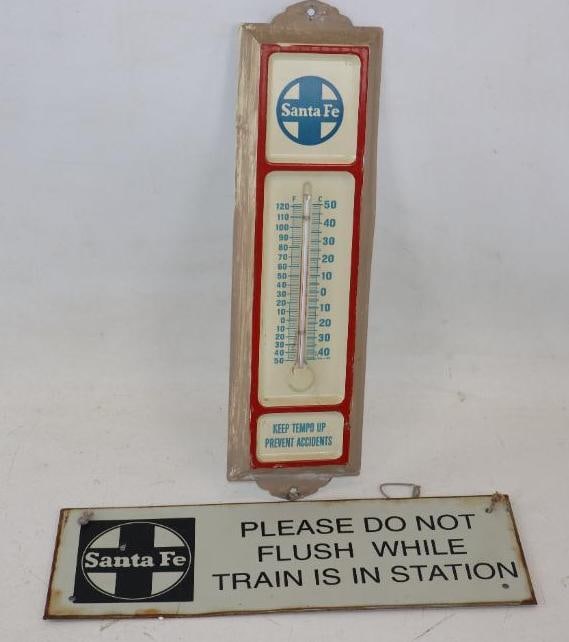 Santa Fe
F C
120 50
110
100 40
90
80 30
70
60 20
50
40 10
30
20 0
10
0 10
10
20 20
30 30
40 40
50
KEEP TEMPO UP
PREVENT ACCIDENTS
Santa Fe
PLEASE DO NOT
FLUSH WHILE
TRAIN IS IN STATION